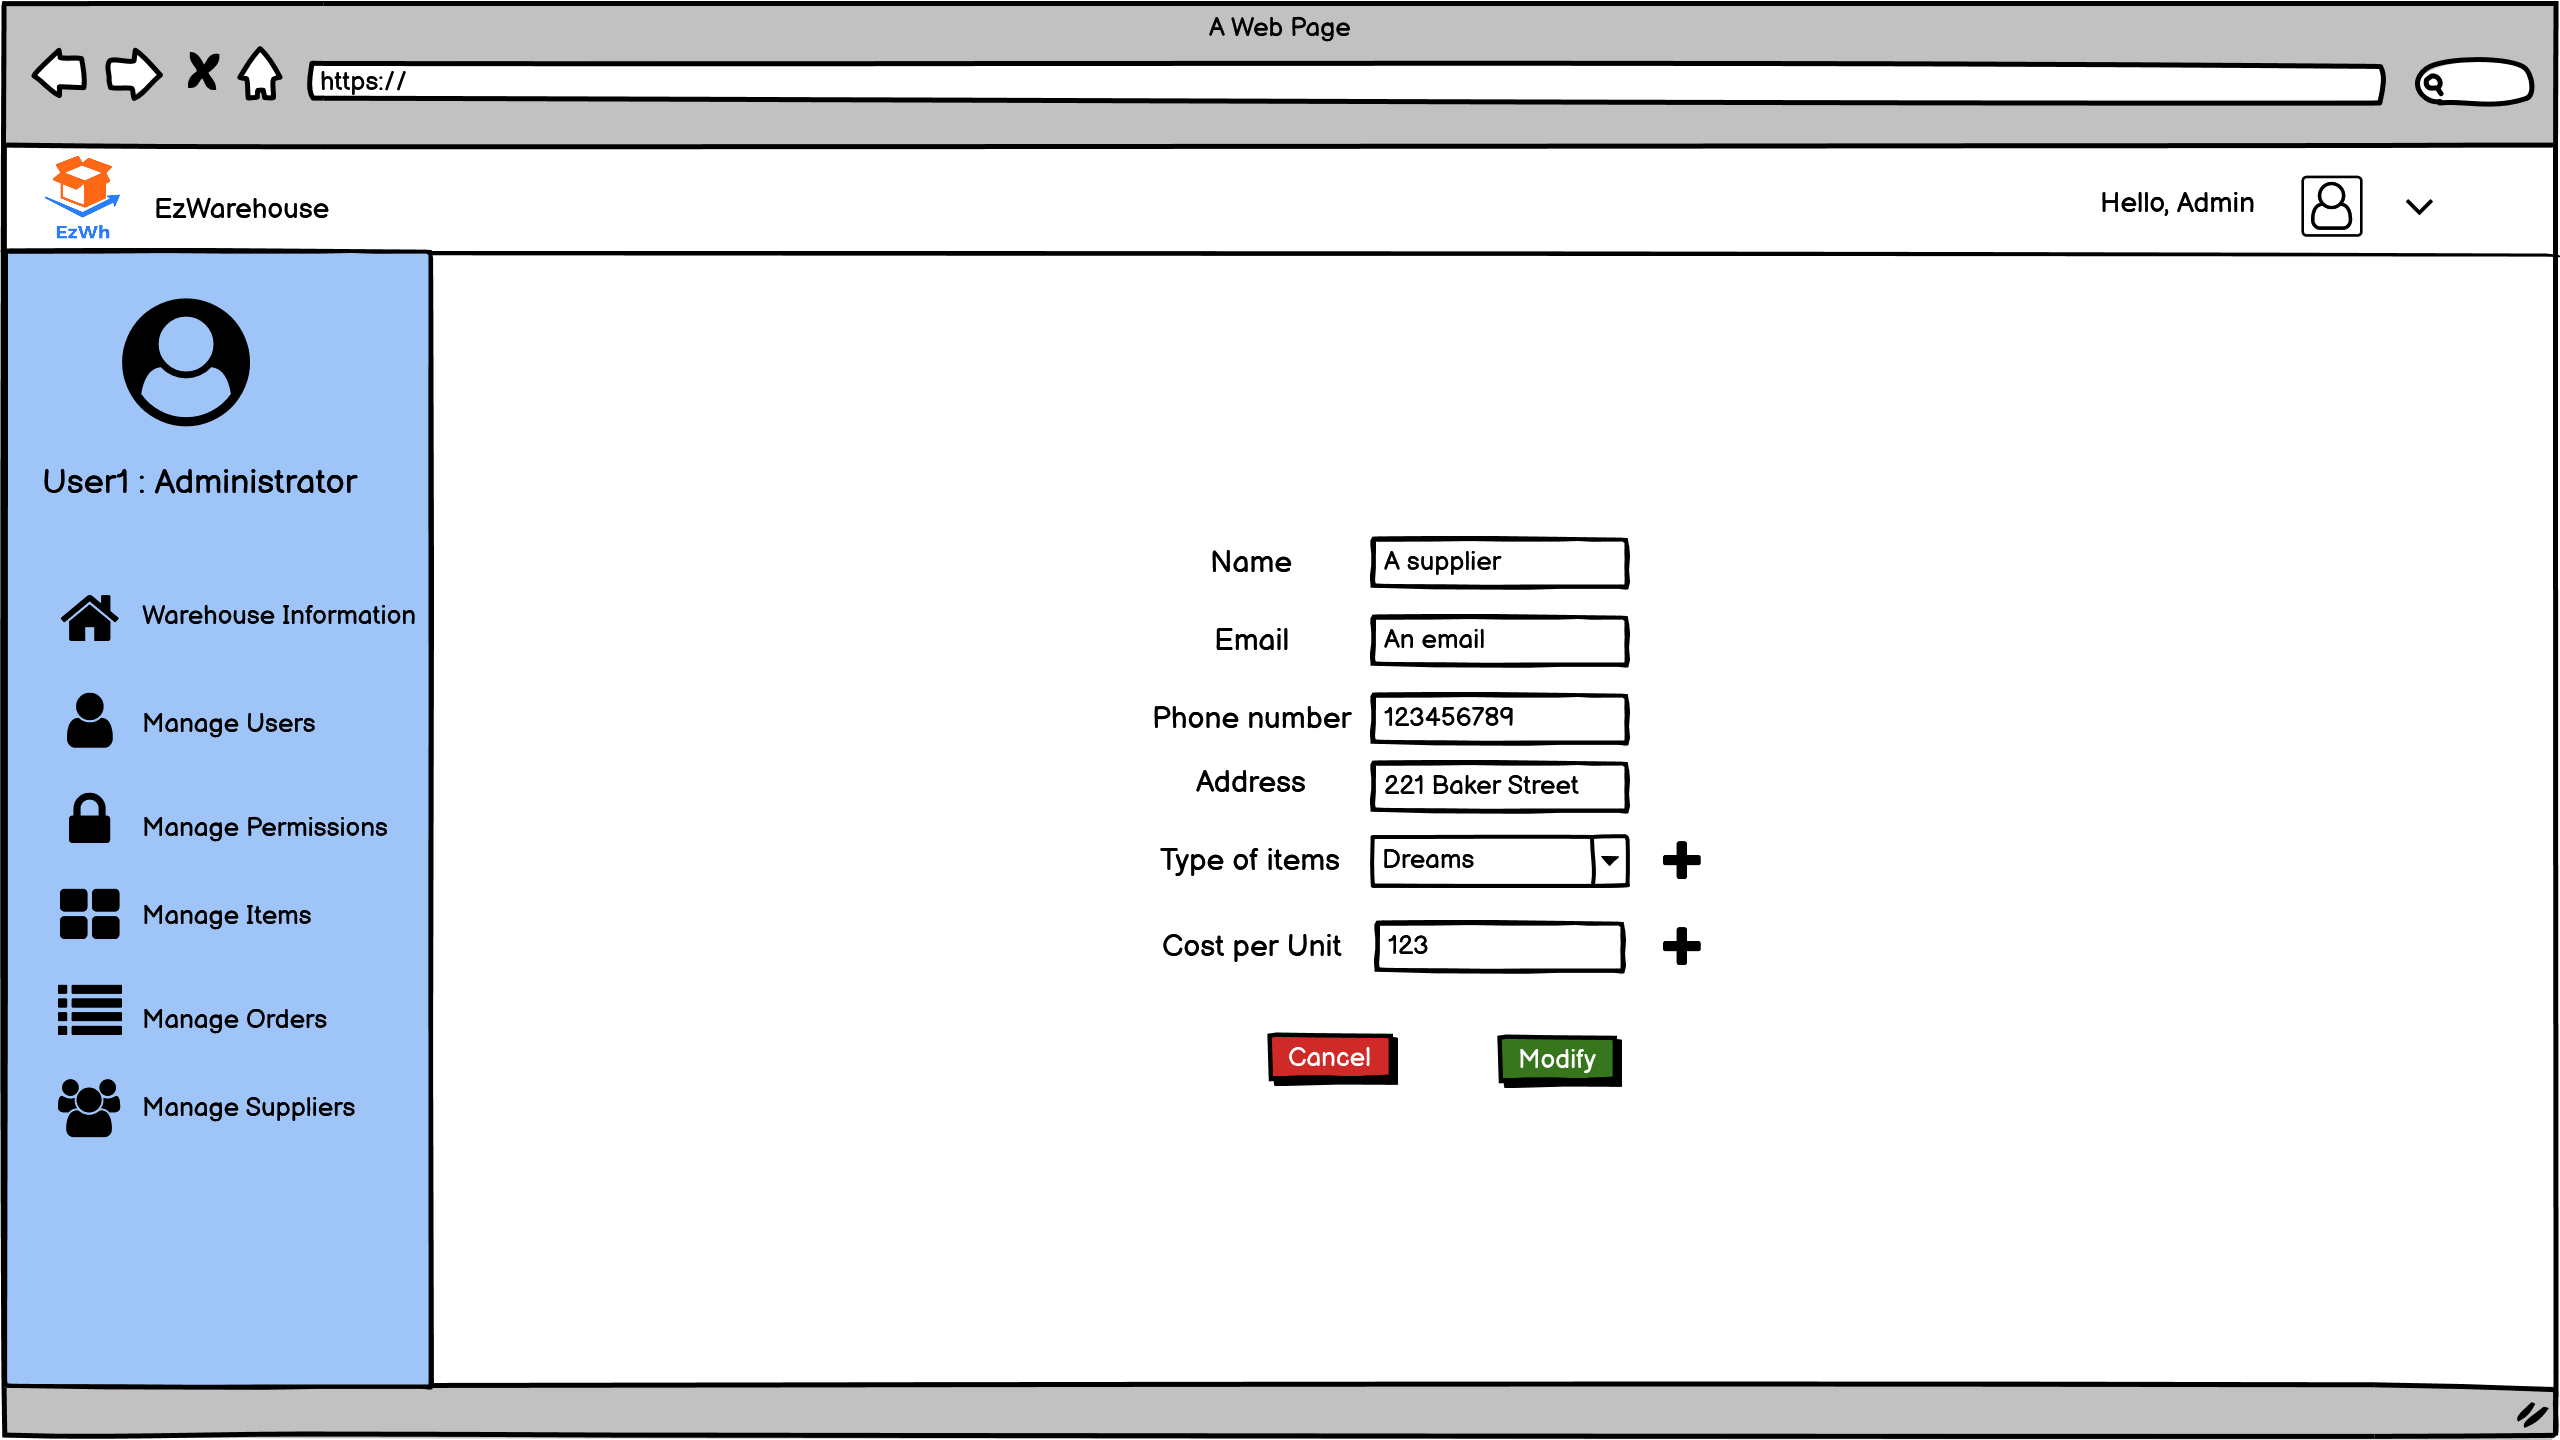 A Web Page
https://
EzWh
EzWarehouse
Hello, Admin
User1 : Administrator
Warehouse Information
Manage Users
Manage Permissions
Manage Items
Manage Orders
Manage Suppliers
Name
A supplier
Email
An email
Phone number
123456789
Address
221 Baker Street
Type of items
Dreams
Cost per Unit
123
Cancel
Modify